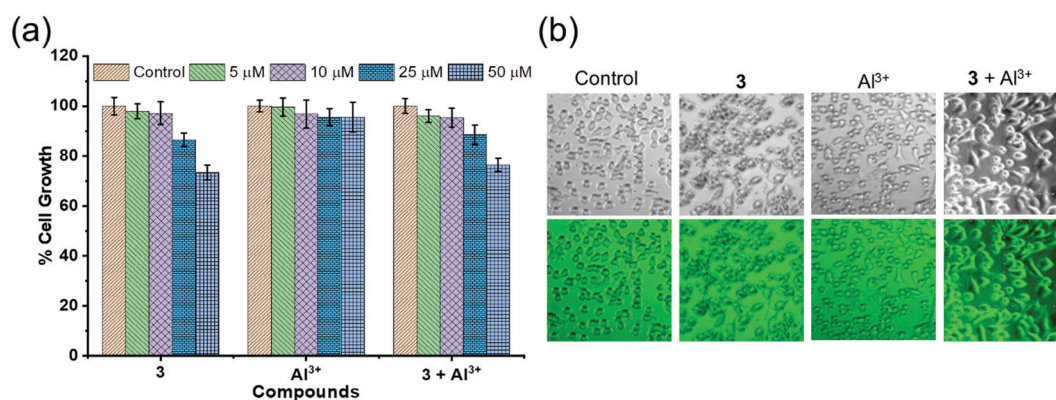 (a)
120
100
80
60
40
20
0
% Cell Growth
Control 5 μM 10 μM 25 μM 50 μM
3 Al³⁺ 3 + Al³⁺
Compounds
(b)
Control 3 Al³⁺ 3 + Al³⁺